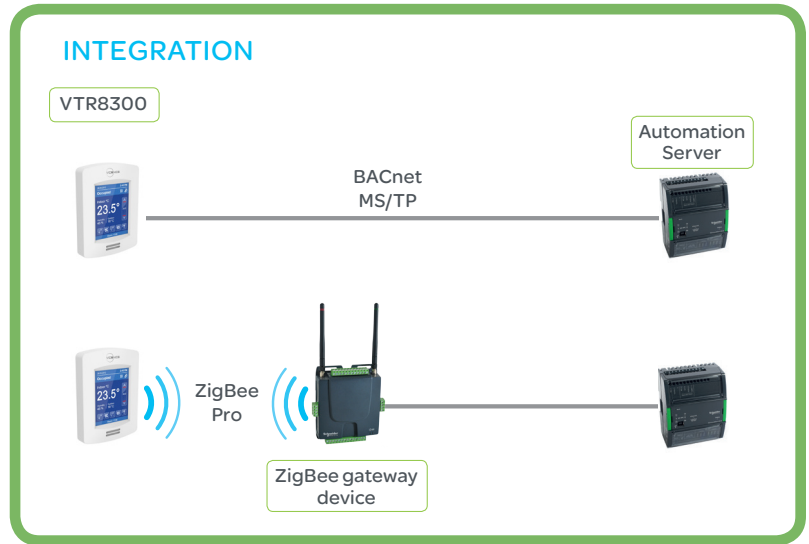 INTEGRATION
VTR8300
Automation
Server
BACnet
MS/TP
23.5°
ZigBee
Pro
23.5°
ZigBee gateway
device